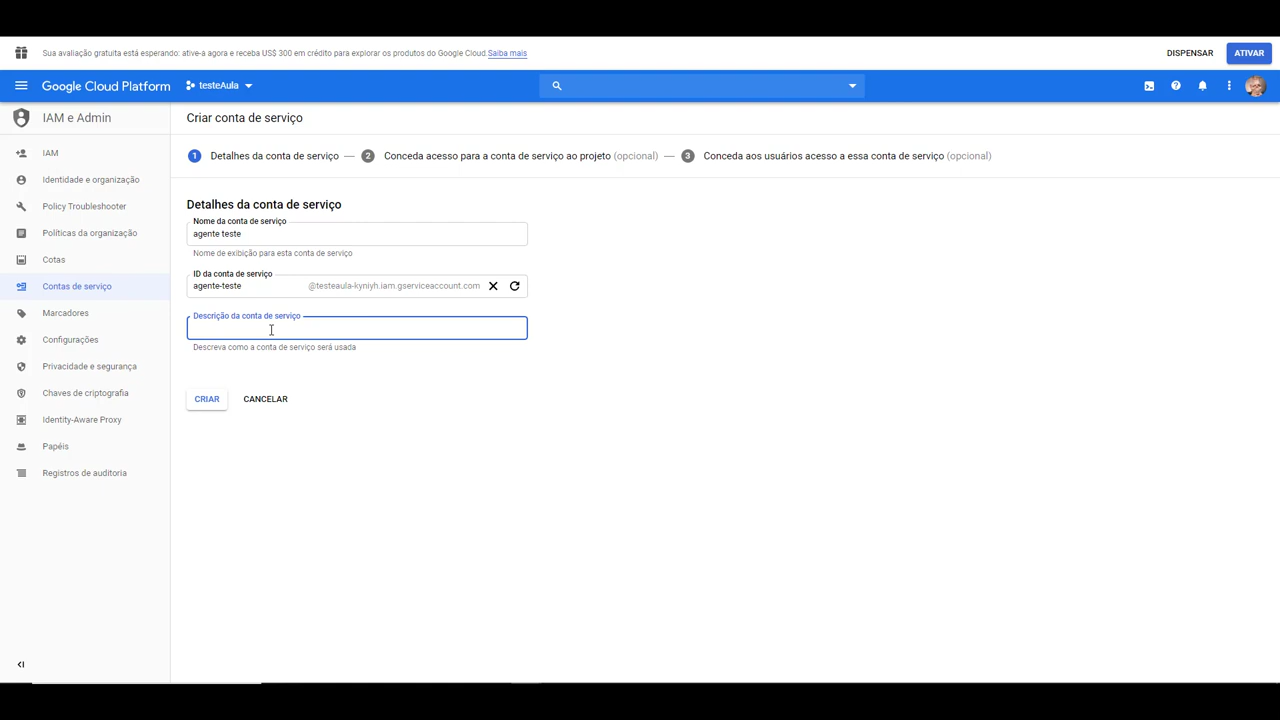 Sua avaliação gratuita está esperando: ative-a agora e receba US$ 300 em crédito para explorar os produtos do Google Cloud. Saiba mais
DISPENSAR
ATIVAR
Google Cloud Platform
testeAula
IAM e Admin
Criar conta de serviço
IAM
Identidade e organização
Policy Troubleshooter
Políticas da organização
Cotas
Contas de serviço
Marcadores
Configurações
Privacidade e segurança
Chaves de criptografia
Identity-Aware Proxy
Papéis
Registros de auditoria
1 Detalhes da conta de serviço — 2 Conceda acesso para a conta de serviço ao projeto (opcional) — 3 Conceda aos usuários acesso a essa conta de serviço (opcional)
Detalhes da conta de serviço
Nome da conta de serviço
agente teste
Nome de exibição para esta conta de serviço
ID da conta de serviço
agente-teste @testeaula-kyniyh.iam.gserviceaccount.com
Descrição da conta de serviço
Descreva como a conta de serviço será usada
CRIAR
CANCELAR